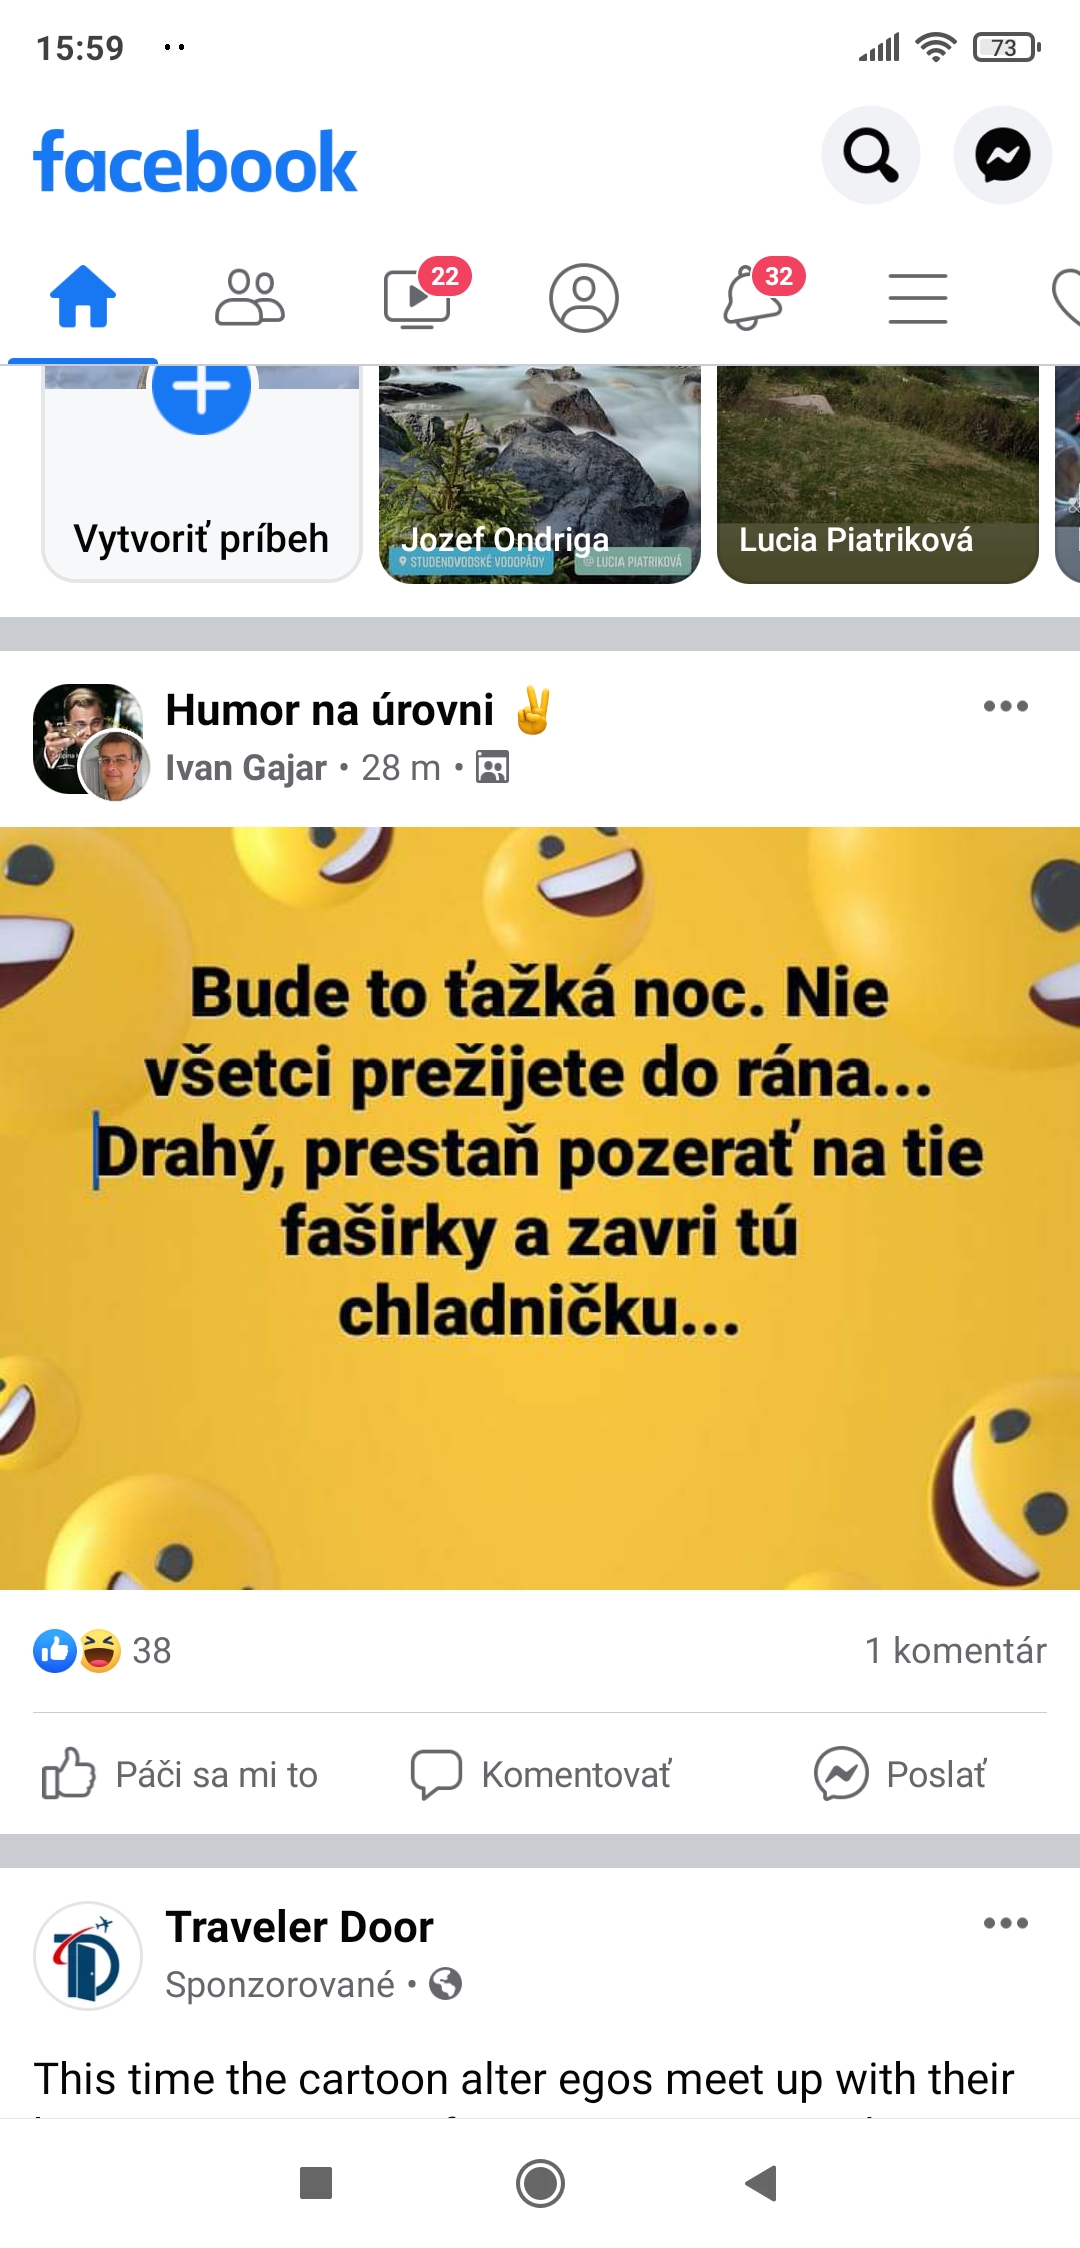 15:59
73
facebook
22
32
Vytvoriť príbeh
Jozef Ondriga
STUDENOVODSKÉ VODOPÁDY
@ LUCIA PIATRIKOVÁ
Lucia Piatriková
Humor na úrovni ✌
Ivan Gajar • 28 m •
Bude to ťažká noc. Nie
všetci prežijete do rána...
Drahý, prestaň pozerať na tie
faširky a zavri tú
chladničku...
38
1 komentár
Páči sa mi to
Komentovať
Poslať
Traveler Door
Sponzorované •
This time the cartoon alter egos meet up with their